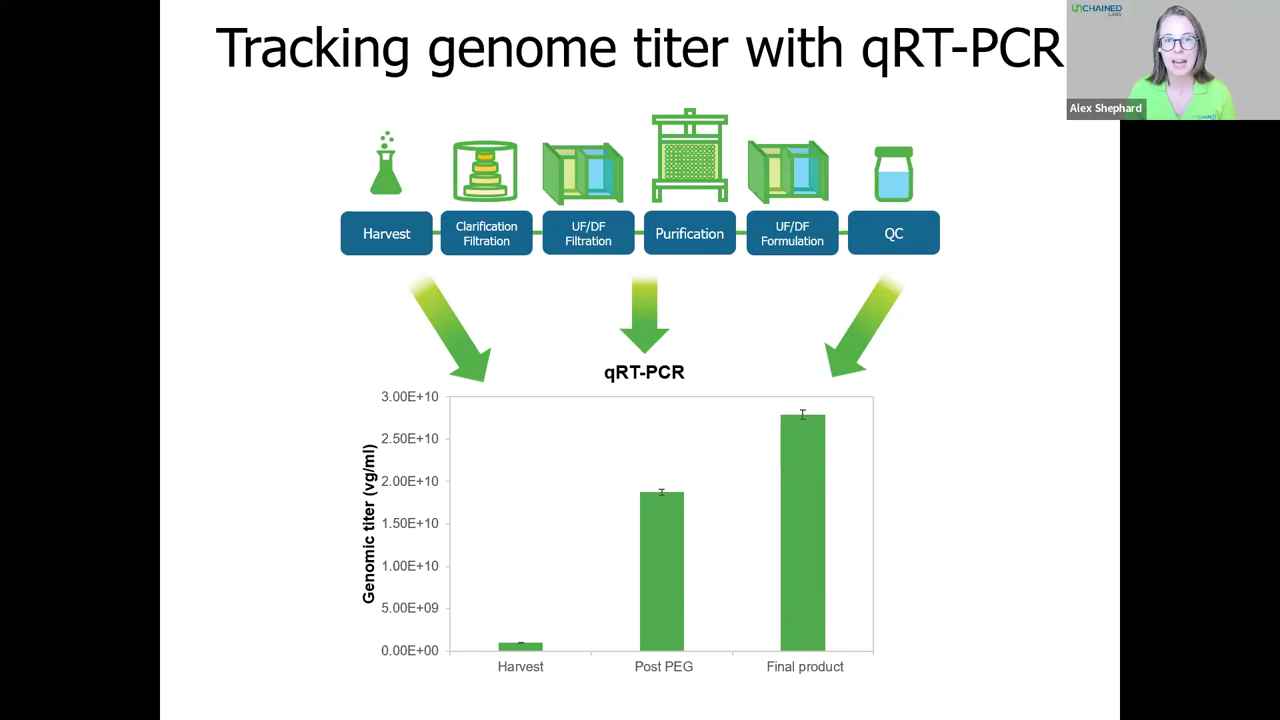 Tracking genome titer with qRT-PCR
UNCHAINED
LABS
Alex Shephard
Harvest
Clarification
Filtration
UF/DF
Filtration
Purification
UF/DF
Formulation
QC
qRT-PCR
Genomic titer (vg/ml)
3.00E+10
2.50E+10
2.00E+10
1.50E+10
1.00E+10
5.00E+09
0.00E+00
Harvest
Post PEG
Final product